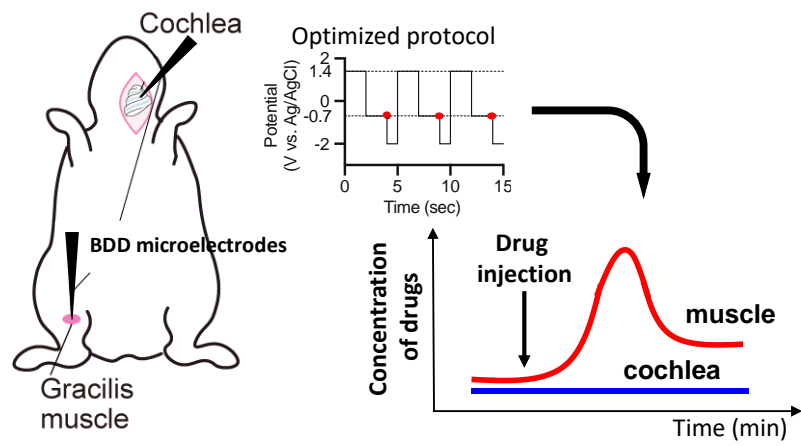 Cochlea
BDD microelectrodes
Gracilis
muscle
Optimized protocol
Potential
(V vs. Ag/AgCl)
2
1.4
0
-0.7
-2
0
5
10
15
Time (sec)
Concentration
of drugs
Drug
injection
muscle
cochlea
Time (min)